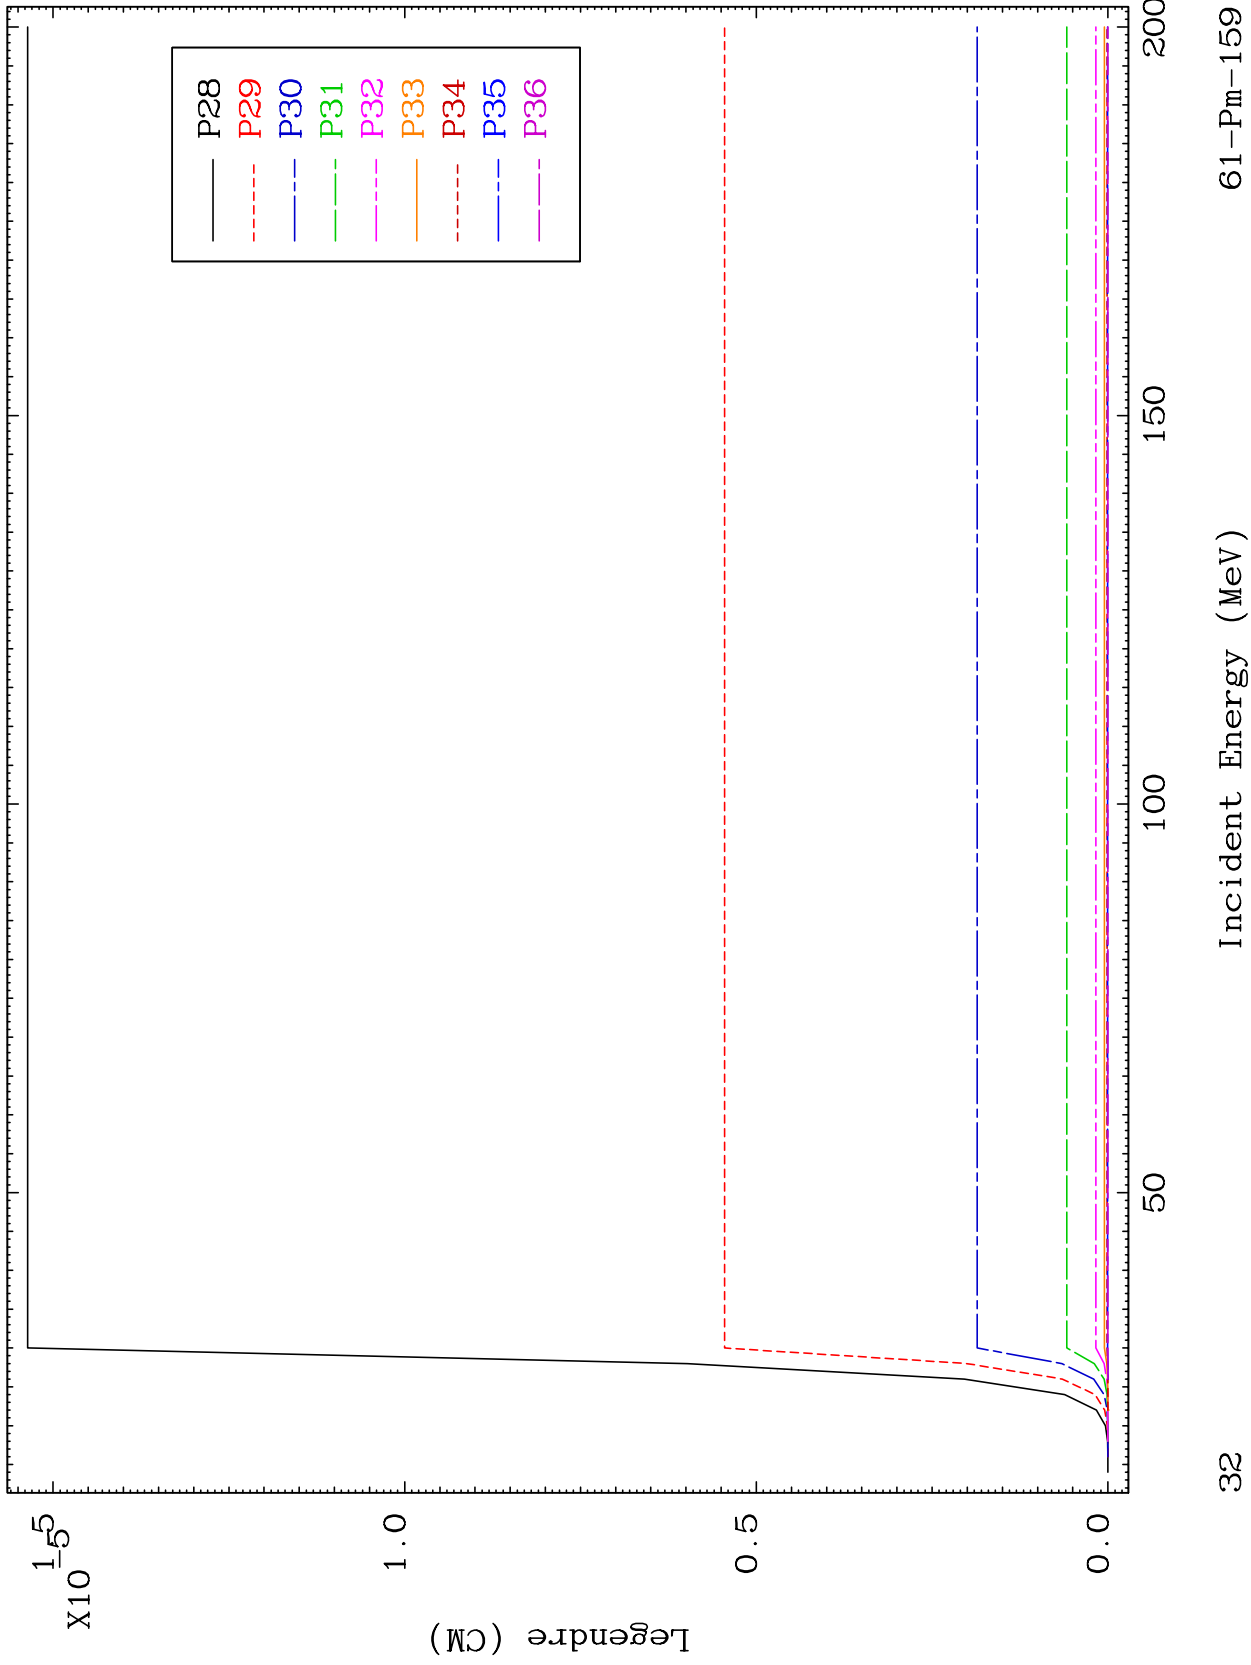 X10
-5
1.5
1.0
0.5
0.0
Legendre (CM)
P28
P29
P30
P31
P32
P33
P34
P35
P36
50
100
150
200
Incident Energy (MeV)
32
61-Pm-159